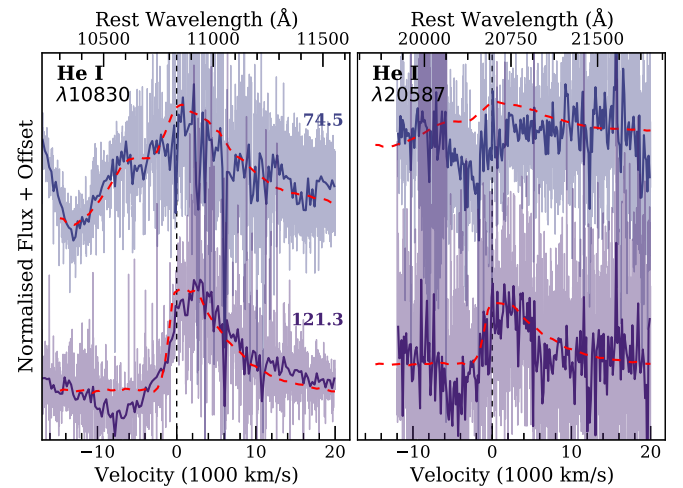 Rest Wavelength (Å) Rest Wavelength (Å)
10500 11000 11500 20000 20750 21500
He I He I
λ10830 λ20587
74.5
121.3
Normalised Flux + Offset
−10 0 10 20 −10 0 10 20
Velocity (1000 km/s) Velocity (1000 km/s)